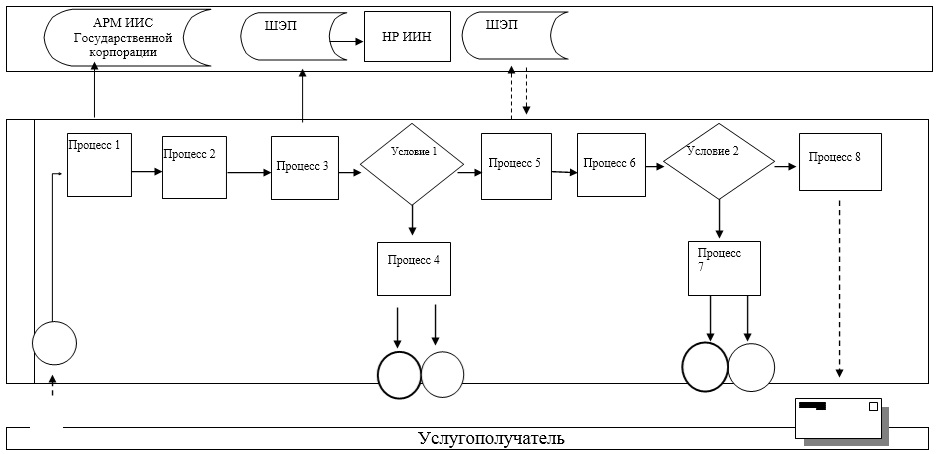 АРМ ИИС
Государственной
корпорации
ШЭП
НР ИИН
ШЭП
Процесс 1
Процесс 2
Процесс 3
Условие 1
Процесс 5
Процесс 6
Условие 2
Процесс 8
Процесс 4
Процесс
7
Услугополучатель